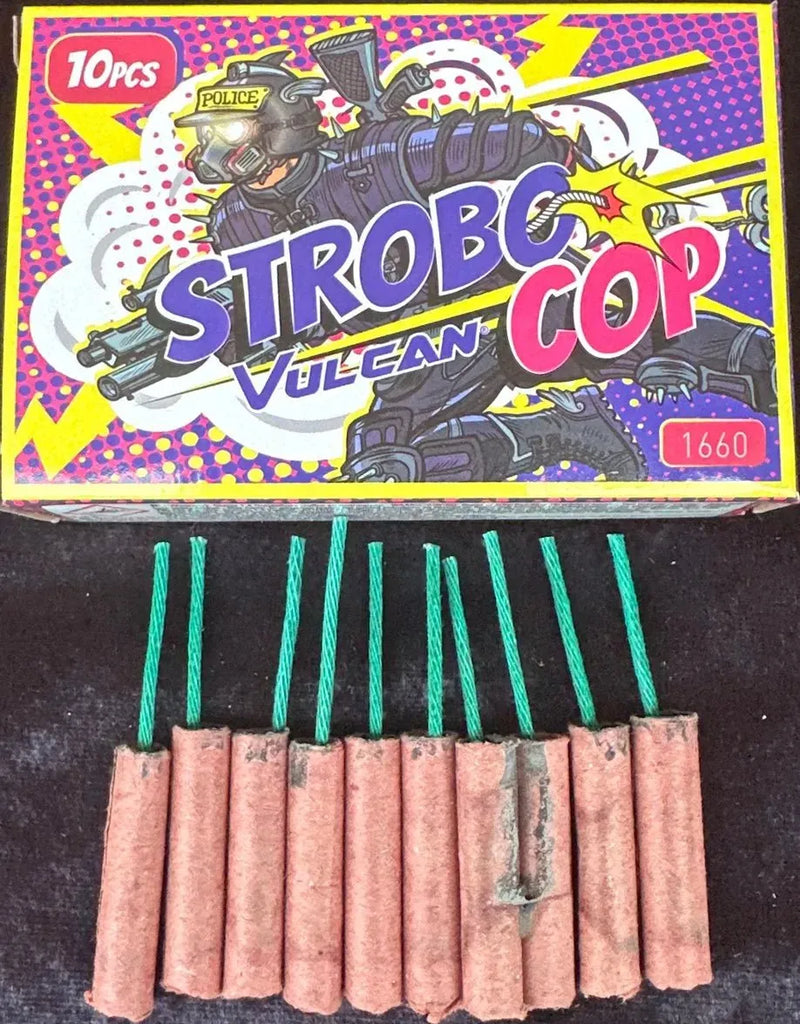 10PCS
POLICE
STROBO
COP
VULCAN®
1660